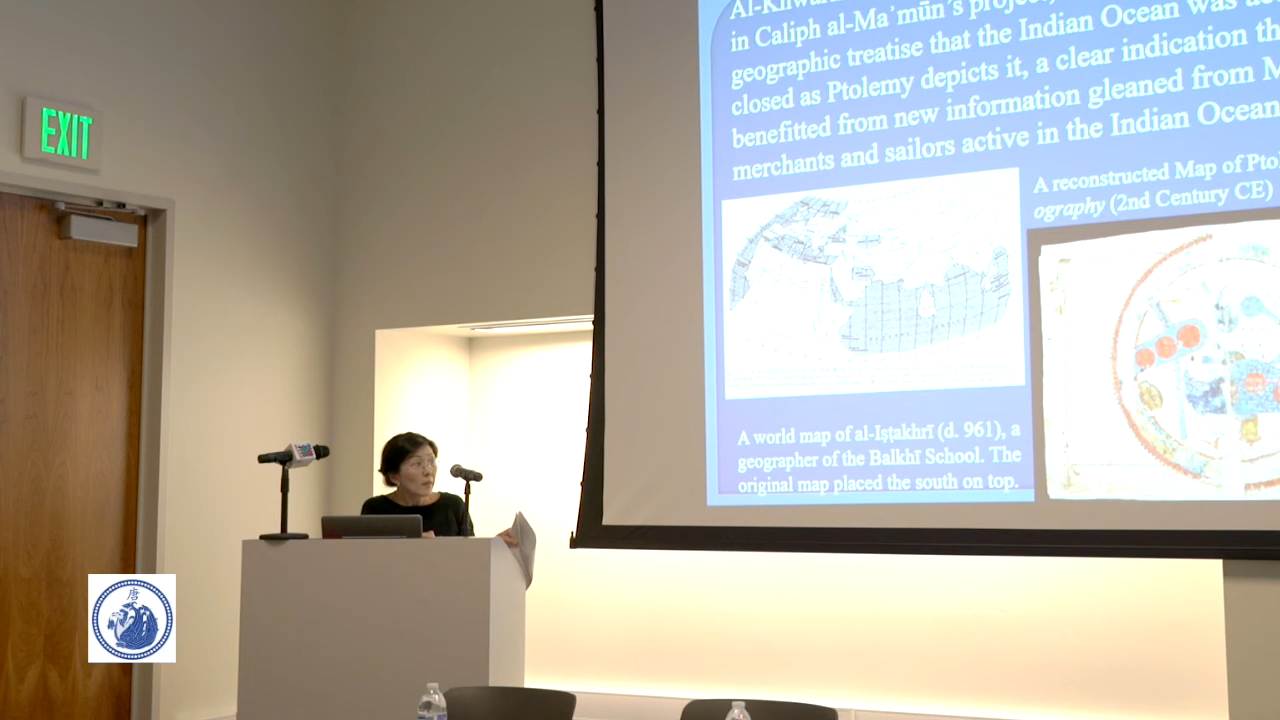 EXIT
Al-Khwār
in Caliph al-Maʾmūn's project,
geographic treatise that the Indian Ocean was
closed as Ptolemy depicts it, a clear indication th
benefitted from new information gleaned from M
merchants and sailors active in the Indian Ocean
A reconstructed Map of Pto
ography (2nd Century CE)
A world map of al-Iṣṭakhrī (d. 961), a
geographer of the Balkhī School. The
original map placed the south on top.
唐